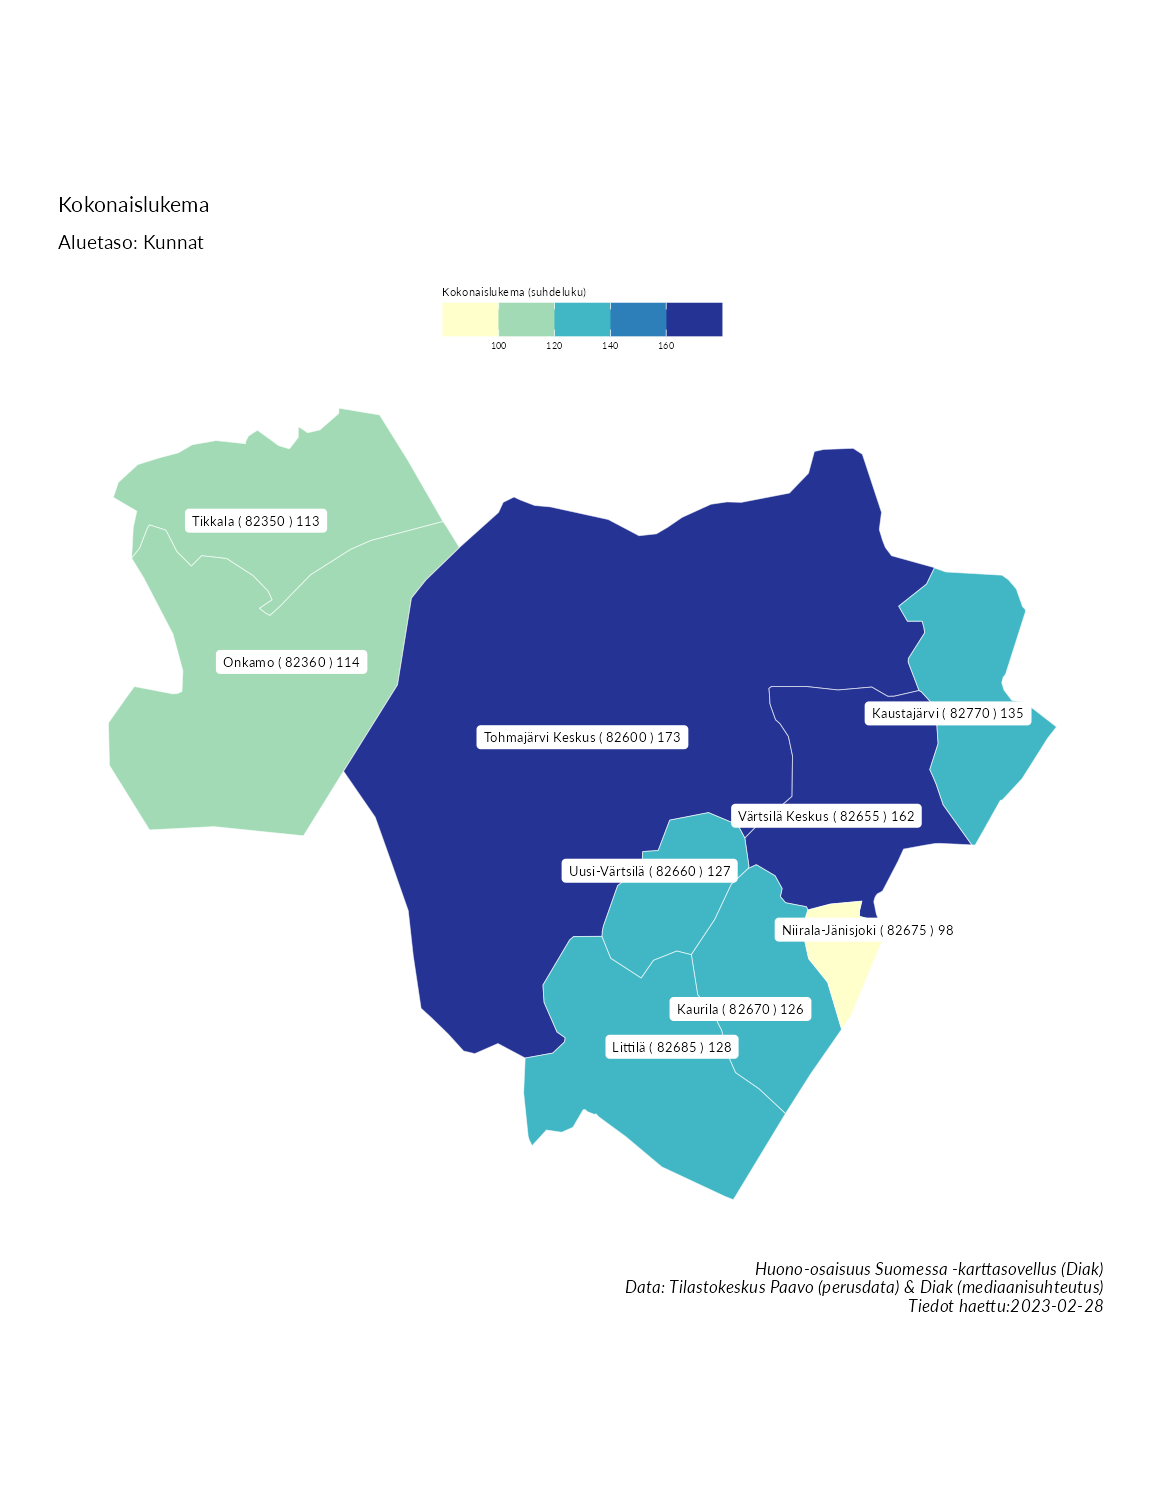 Kokonaislukema
Aluetaso: Kunnat
Kokonaislukema (suhdeluku)
100 120 140 160
Tikkala ( 82350 ) 113
Onkamo ( 82360 ) 114
Kaustajärvi ( 82770 ) 135
Tohmajärvi Keskus ( 82600 ) 173
Värtsilä Keskus ( 82655 ) 162
Uusi-Värtsilä ( 82660 ) 127
Niirala-Jänisjoki ( 82675 ) 98
Kaurila ( 82670 ) 126
Littilä ( 82685 ) 128
Huono-osaisuus Suomessa -karttasovellus (Diak)
Data: Tilastokeskus Paavo (perusdata) & Diak (mediaanisuhteutus)
Tiedot haettu:2023-02-28